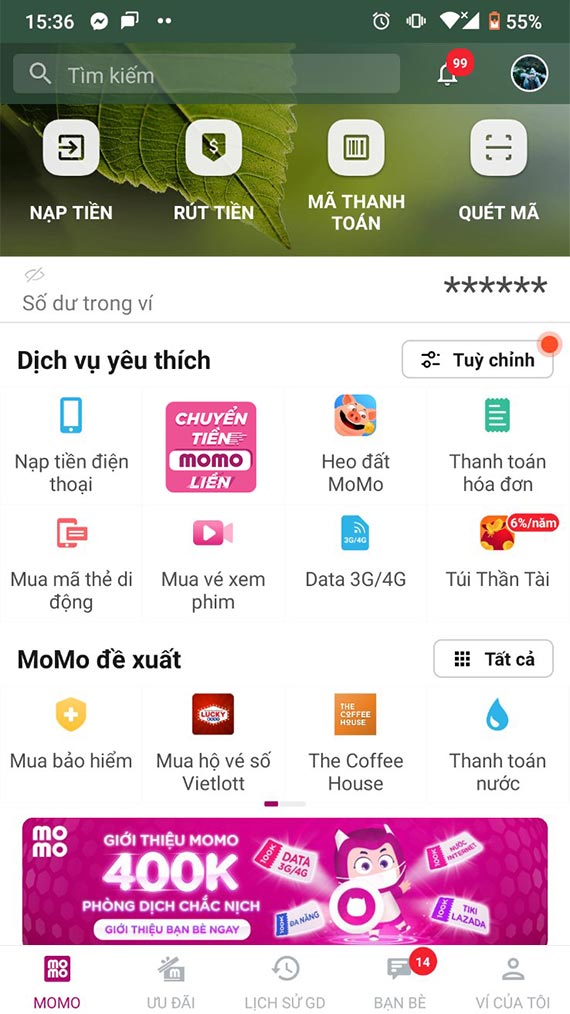 15:36
55%
Tìm kiếm
99
NẠP TIỀN
RÚT TIỀN
MÃ THANH
TOÁN
QUÉT MÃ
Số dư trong ví
******
Dịch vụ yêu thích
Tuỳ chỉnh
Nạp tiền điện
thoại
CHUYỂN
TIỀN
MOMO
LIỀN
Heo đất
MoMo
Thanh toán
hóa đơn
Mua mã thẻ di
động
Mua vé xem
phim
3G/4G
Data 3G/4G
6%/năm
Túi Thần Tài
MoMo đề xuất
Tất cả
Mua bảo hiểm
LUCKY
Mua hộ vé số
Vietlott
THE
COFFEE
HOUSE
The Coffee
House
Thanh toán
nước
mo
mo
GIỚI THIỆU MOMO
400K
PHÒNG DỊCH CHẮC NỊCH
GIỚI THIỆU BẠN BÈ NGAY
100K
DATA
3G/4G
100K
ĐÀ NẴNG
100K
NƯỚC
INTERNET
100K
TIKI
LAZADA
mo
mo
MOMO
ƯU ĐÃI
LỊCH SỬ GD
14
BẠN BÈ
VÍ CỦA TÔI